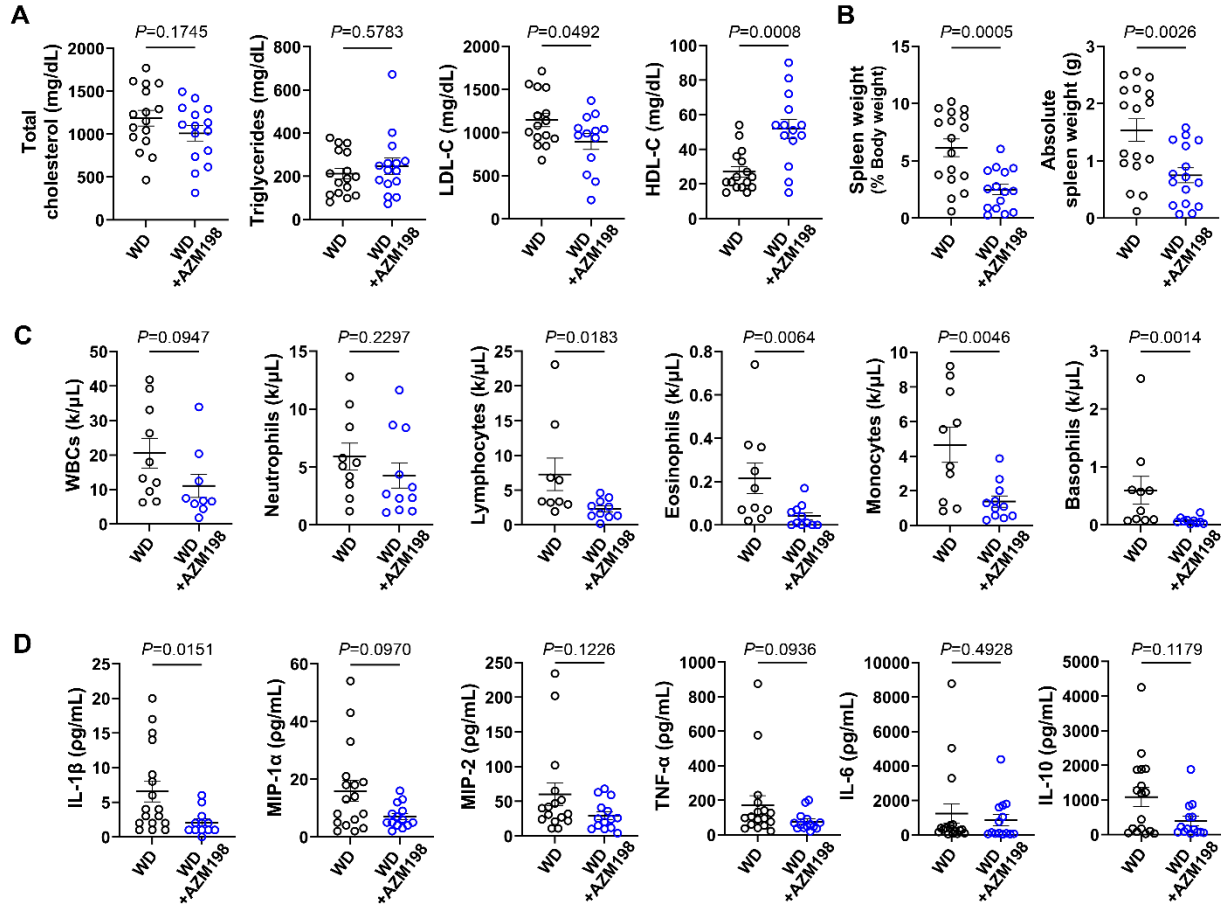 A
P=0.1745
Total
cholesterol (mg/dL)
2000
1500
1000
500
0
WD
WD
+AZM198
P=0.5783
Triglycerides (mg/dL)
800
600
400
200
0
WD
WD
+AZM198
P=0.0492
LDL-C (mg/dL)
2000
1500
1000
500
0
WD
WD
+AZM198
P=0.0008
HDL-C (mg/dL)
100
80
60
40
20
0
WD
WD
+AZM198
B
P=0.0005
Spleen weight
(% Body weight)
15
10
5
0
WD
WD
+AZM198
P=0.0026
Absolute
spleen weight (g)
3
2
1
0
WD
WD
+AZM198
C
P=0.0947
WBCs (k/μL)
50
40
30
20
10
0
WD
WD
+AZM198
P=0.2297
Neutrophils (k/μL)
15
10
5
0
WD
WD
+AZM198
P=0.0183
Lymphocytes (k/μL)
25
20
15
10
5
0
WD
WD
+AZM198
P=0.0064
Eosinophils (k/μL)
0.8
0.6
0.4
0.2
0.0
WD
WD
+AZM198
P=0.0046
Monocytes (k/μL)
10
8
6
4
2
0
WD
WD
+AZM198
P=0.0014
Basophils (k/μL)
3
2
1
0
WD
WD
+AZM198
D
P=0.0151
IL-1β (ρg/mL)
25
20
15
10
5
0
WD
WD
+AZM198
P=0.0970
MIP-1α (ρg/mL)
60
40
20
0
WD
WD
+AZM198
P=0.1226
MIP-2 (ρg/mL)
250
200
150
100
50
0
WD
WD
+AZM198
P=0.0936
TNF-α (ρg/mL)
1000
800
600
400
200
0
WD
WD
+AZM198
P=0.4928
IL-6 (ρg/mL)
10000
8000
6000
4000
2000
0
WD
WD
+AZM198
P=0.1179
IL-10 (ρg/mL)
5000
4000
3000
2000
1000
0
WD
WD
+AZM198